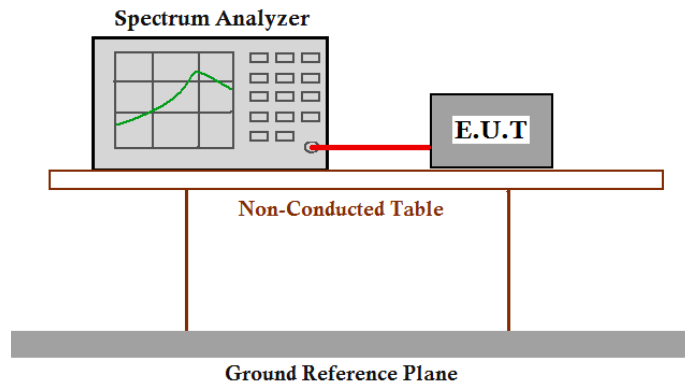 Spectrum Analyzer
E.U.T
Non-Conducted Table
Ground Reference Plane